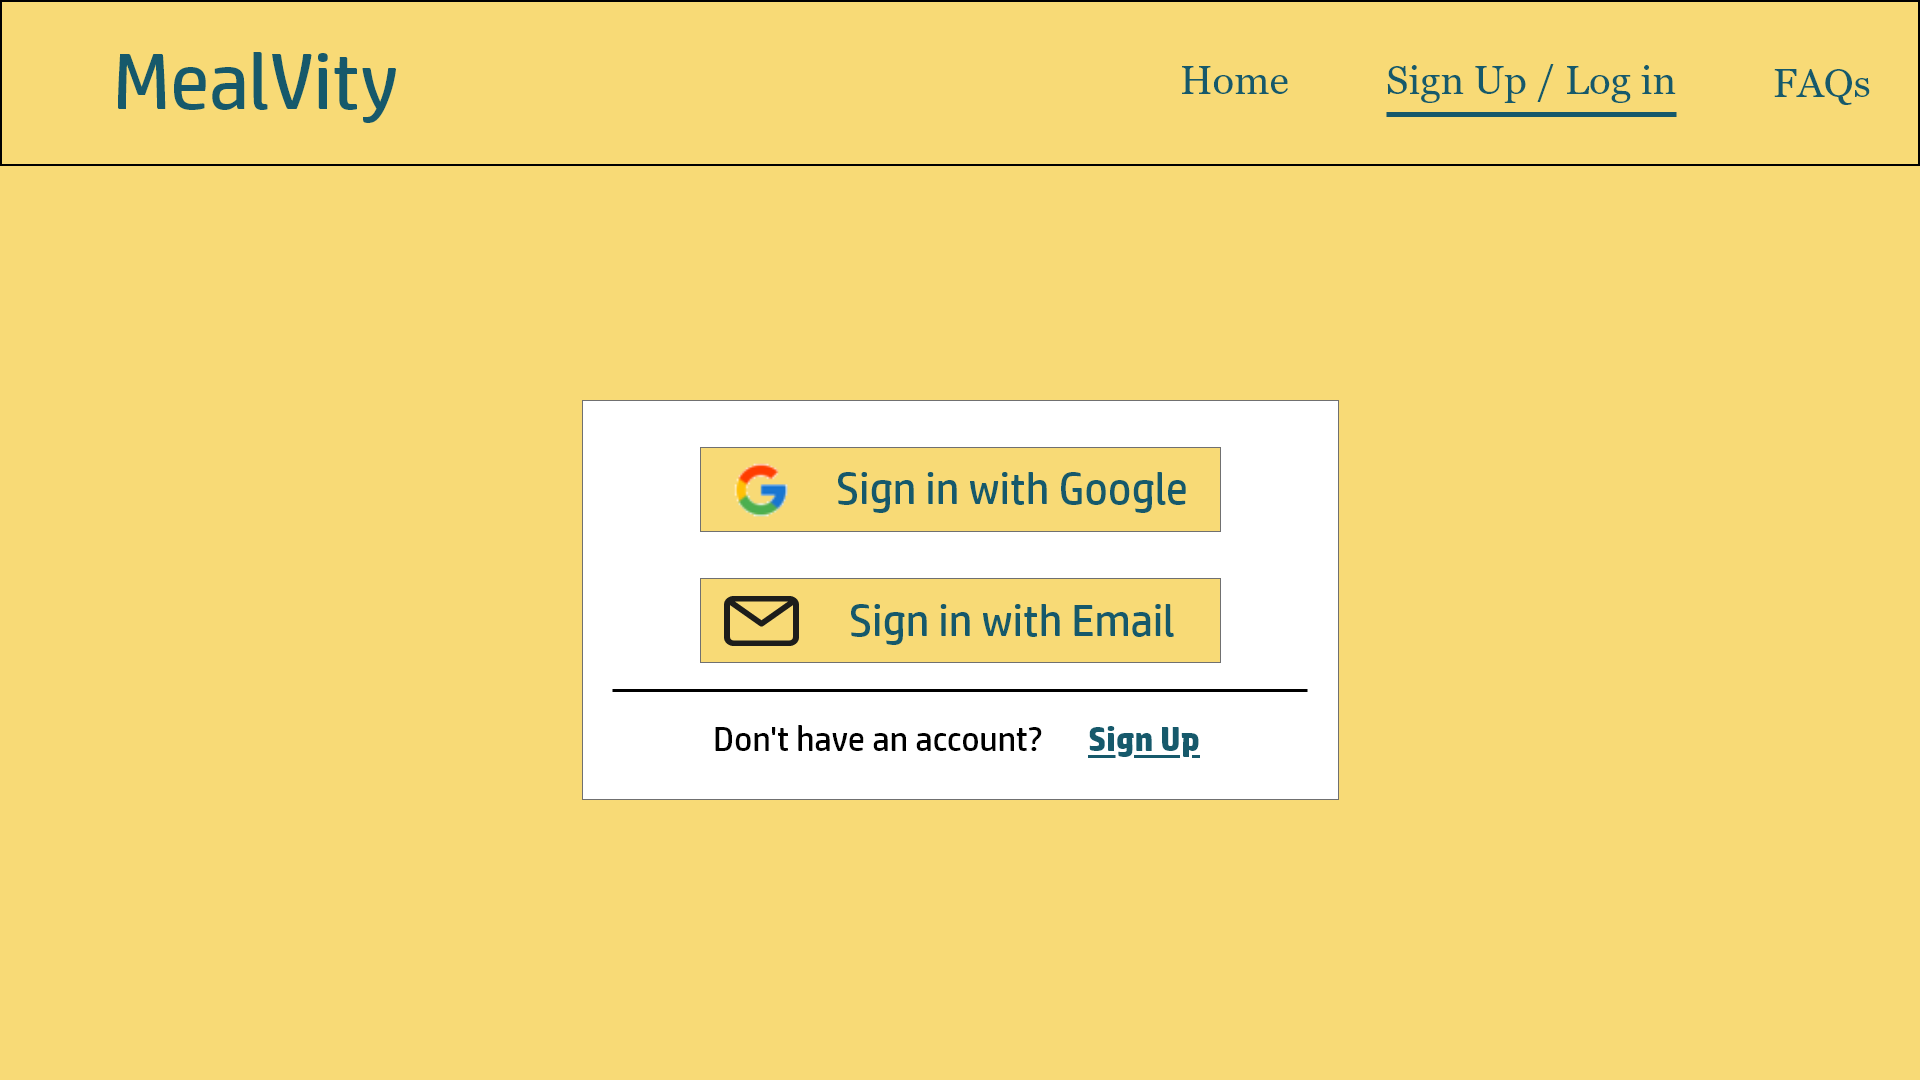 MealVity
Home
Sign Up / Log in
FAQs
Sign in with Google
Sign in with Email
Don't have an account? Sign Up